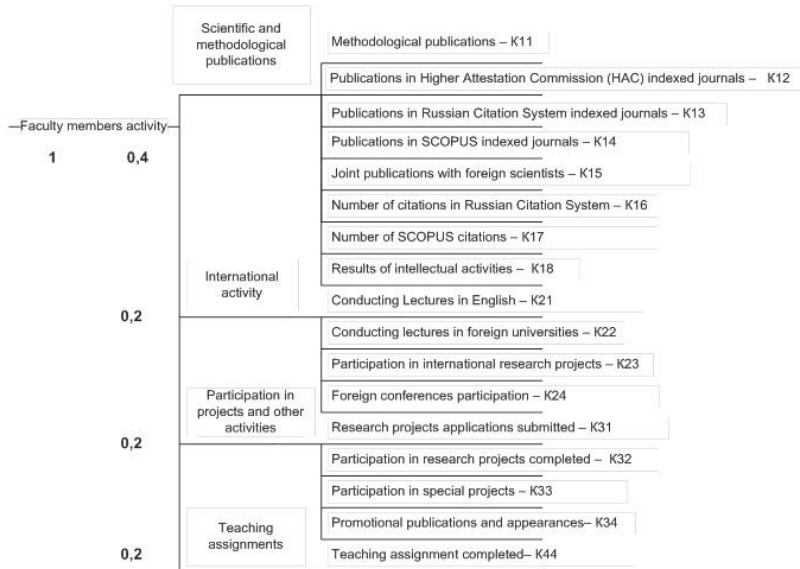 Scientific and
methodological
publications
Methodological publications – K11
Publications in Higher Attestation Commission (HAC) indexed journals – K12
Publications in Russian Citation System indexed journals – K13
Faculty members activity
Publications in SCOPUS indexed journals – K14
1 0,4
Joint publications with foreign scientists – K15
Number of citations in Russian Citation System – K16
Number of SCOPUS citations – K17
Results of intellectual activities – K18
International
activity
Conducting Lectures in English – K21
0,2
Conducting lectures in foreign universities – K22
Participation in international research projects – K23
Foreign conferences participation – K24
Participation in
projects and other
activities
Research projects applications submitted – K31
0,2
Participation in research projects completed – K32
Participation in special projects – K33
Promotional publications and appearances– K34
Teaching
assignments
Teaching assignment completed– K44
0,2